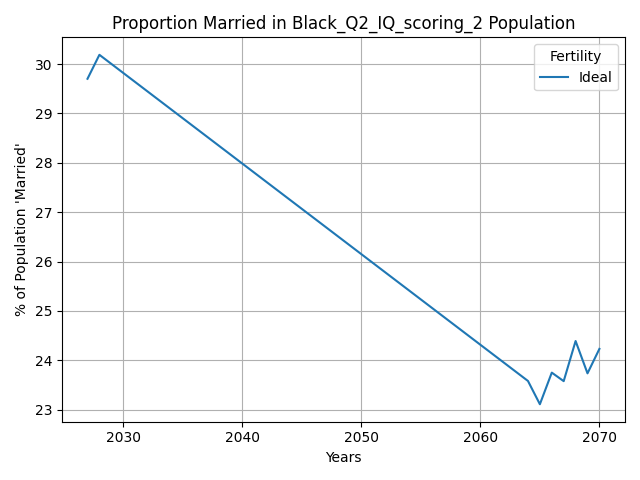 Proportion Married in Black_Q2_IQ_scoring_2 Population
Fertility
Ideal
% of Population 'Married'
30
29
28
27
26
25
24
23
2030 2040 2050 2060 2070
Years